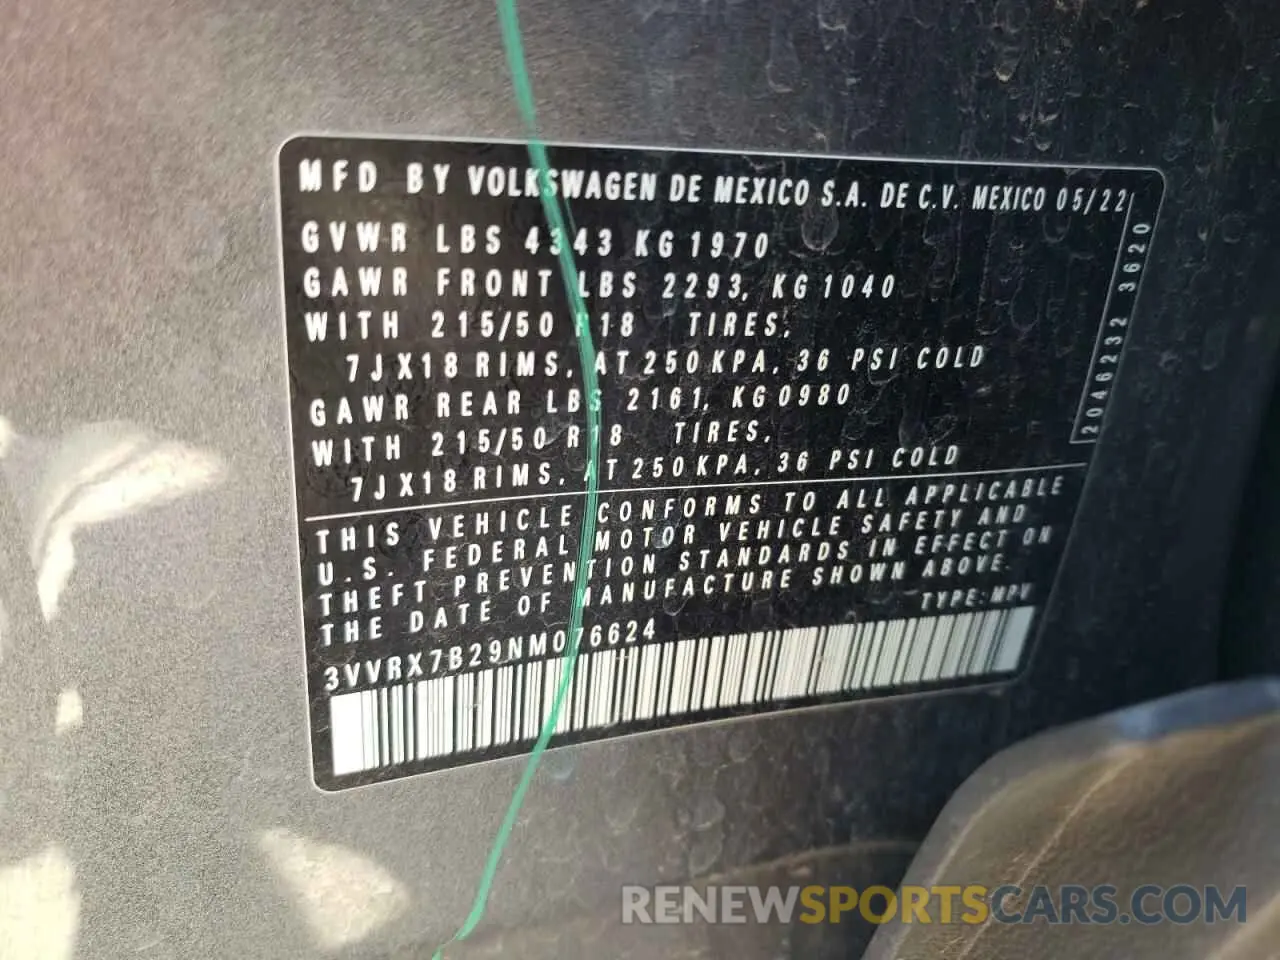 MFD BY VOLKSWAGEN DE MEXICO S.A. DE C.V. MEXICO 05/22
GVWR LBS 4343 KG 1970
GAWR FRONT LBS 2293, KG 1040
WITH 215/50 R18 TIRES,
7JX18 RIMS, AT 250 KPA, 36 PSI COLD
GAWR REAR LBS 2161, KG 0980
WITH 215/50 R18 TIRES,
7JX18 RIMS, AT 250 KPA, 36 PSI COLD
2046232 3620
THIS VEHICLE CONFORMS TO ALL APPLICABLE
U.S. FEDERAL MOTOR VEHICLE SAFETY AND
THEFT PREVENTION STANDARDS IN EFFECT ON
THE DATE OF MANUFACTURE SHOWN ABOVE.
TYPE: MPV
3VVRX7B29NM076624
RENEWSPORTSCARS.COM